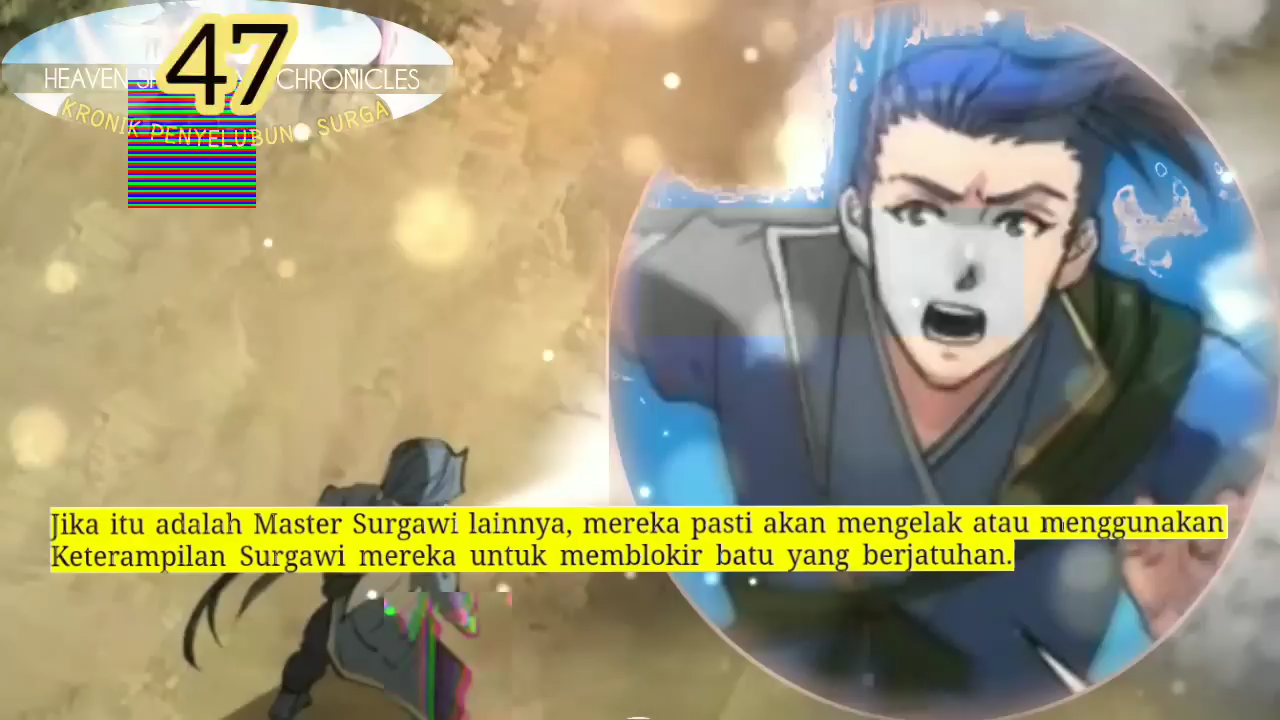 47
HEAVEN CHRONICLES
KRONIK PENYELUBUNG SURGA
Jika itu adalah Master Surgawi lainnya, mereka pasti akan mengelak atau menggunakan
Keterampilan Surgawi mereka untuk memblokir batu yang berjatuhan.